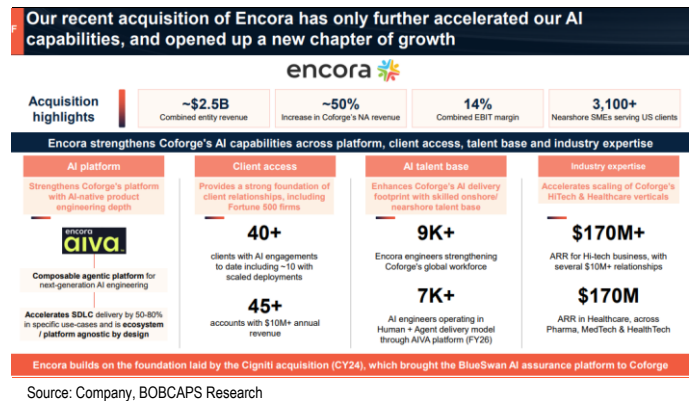 F
Our recent acquisition of Encora has only further accelerated our AI
capabilities, and opened up a new chapter of growth
encora
Acquisition
highlights
~$2.5B
Combined entity revenue
~50%
Increase in Coforge's NA revenue
14%
Combined EBIT margin
3,100+
Nearshore SMEs serving US clients
Encora strengthens Coforge's AI capabilities across platform, client access, talent base and industry expertise
AI platform
Strengthens Coforge's platform
with AI-native product
engineering depth
encora
aiva™
Composable agentic platform for
next-generation AI engineering
Accelerates SDLC delivery by 50-80%
in specific use-cases and is ecosystem
/ platform agnostic by design
Client access
Provides a strong foundation of
client relationships, including
Fortune 500 firms
40+
clients with AI engagements
to date including ~10 with
scaled deployments
45+
accounts with $10M+ annual
revenue
AI talent base
Enhances Coforge's AI delivery
footprint with skilled onshore/
nearshore talent base
9K+
Encora engineers strengthening
Coforge's global workforce
7K+
AI engineers operating in
Human + Agent delivery model
through AIVA platform (FY26)
Industry expertise
Accelerates scaling of Coforge's
HiTech & Healthcare verticals
$170M+
ARR for Hi-tech business, with
several $10M+ relationships
$170M
ARR in Healthcare, across
Pharma, MedTech & HealthTech
Encora builds on the foundation laid by the Cigniti acquisition (CY24), which brought the BlueSwan AI assurance platform to Coforge
Source: Company, BOBCAPS Research